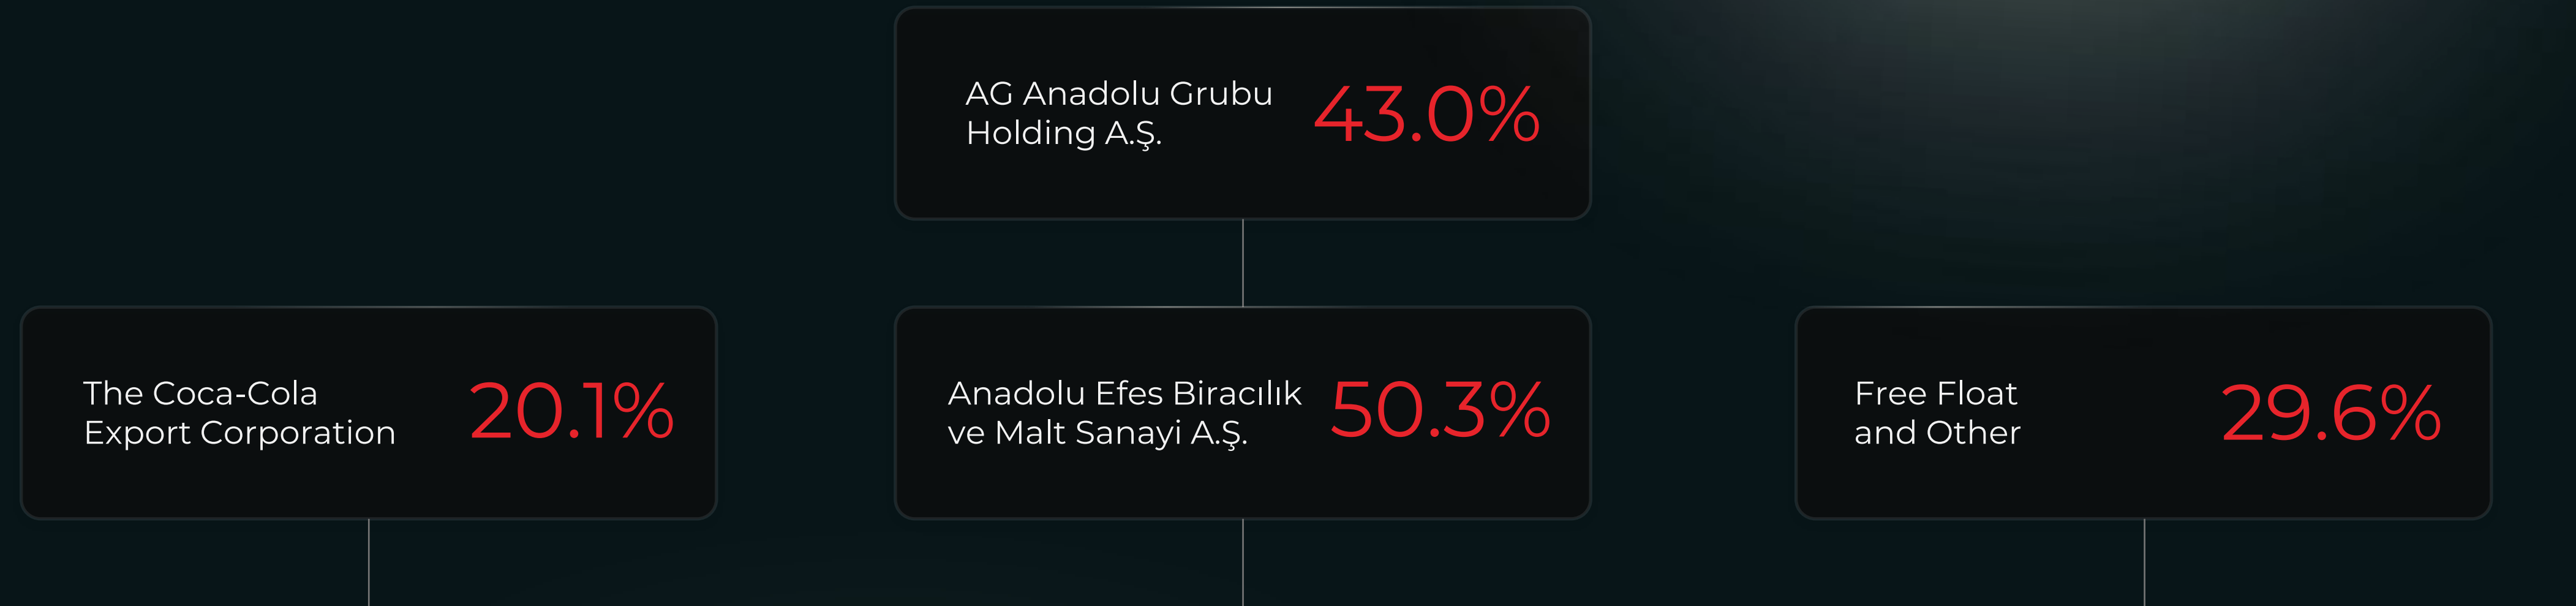 AG Anadolu Grubu
Holding A.Ş.
43.0%
The Coca-Cola
Export Corporation
20.1%
Anadolu Efes Biracılık
ve Malt Sanayi A.Ş.
50.3%
Free Float
and Other
29.6%